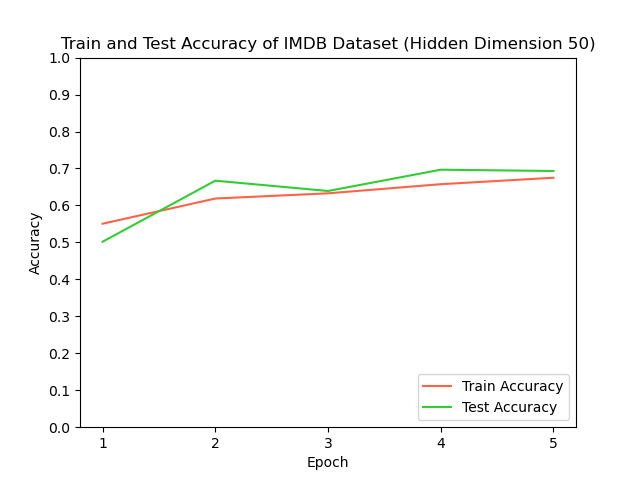 Train and Test Accuracy of IMDB Dataset (Hidden Dimension 50)
1.0
0.9
0.8
0.7
0.6
0.5
0.4
0.3
0.2
0.1
0.0
Accuracy
Train Accuracy
Test Accuracy
1 2 3 4 5
Epoch